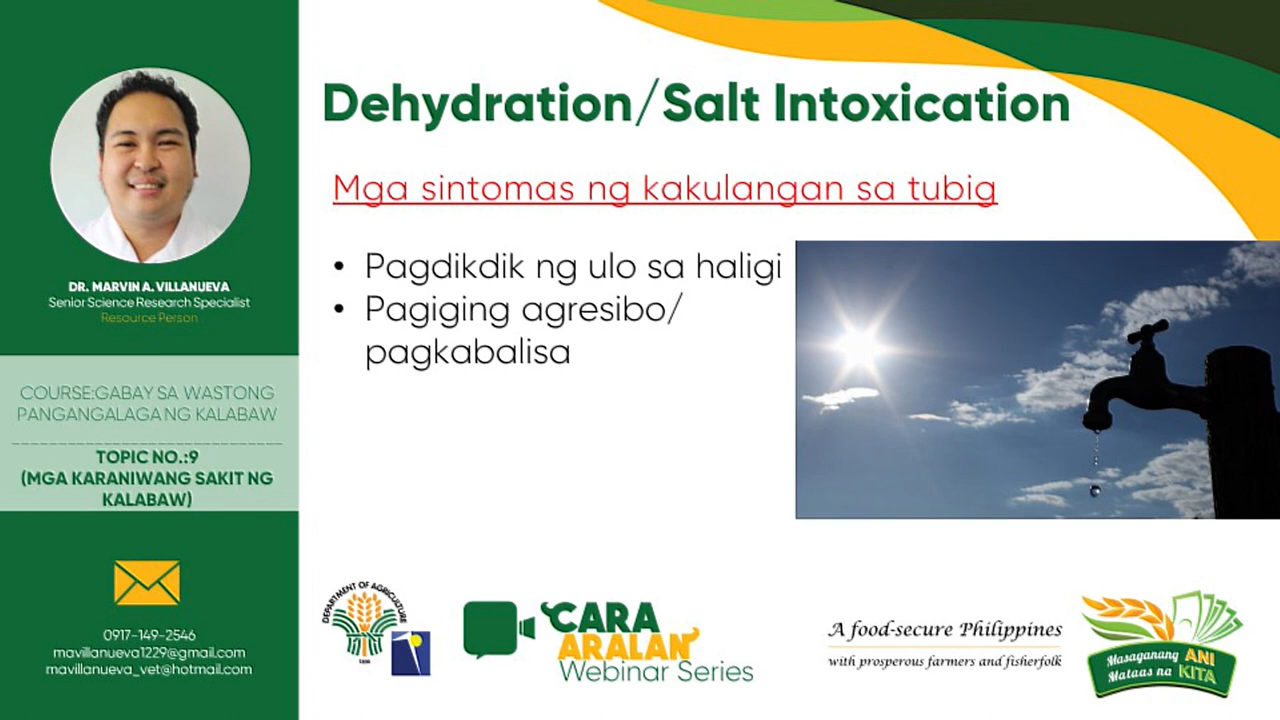 Dehydration/Salt Intoxication
Mga sintomas ng kakulangan sa tubig
• Pagdikdik ng ulo sa haligi
• Pagiging agresibo/
pagkabalisa
DR. MARVIN A. VILLANUEVA
Senior Science Research Specialist
Resource Person
COURSE:GABAY SA WASTONG
PANGANGALAGA NG KALABAW
TOPIC NO.:9
(MGA KARANIWANG SAKIT NG
KALABAW)
0917-149-2546
mavillanueva1229@gmail.com
mavillanueva_vet@hotmail.com
DEPARTMENT OF AGRICULTURE
CARA
ARALAN
Webinar Series
A food-secure Philippines
with prosperous farmers and fisherfolk
Masaganang ANI
Mataas na KITA